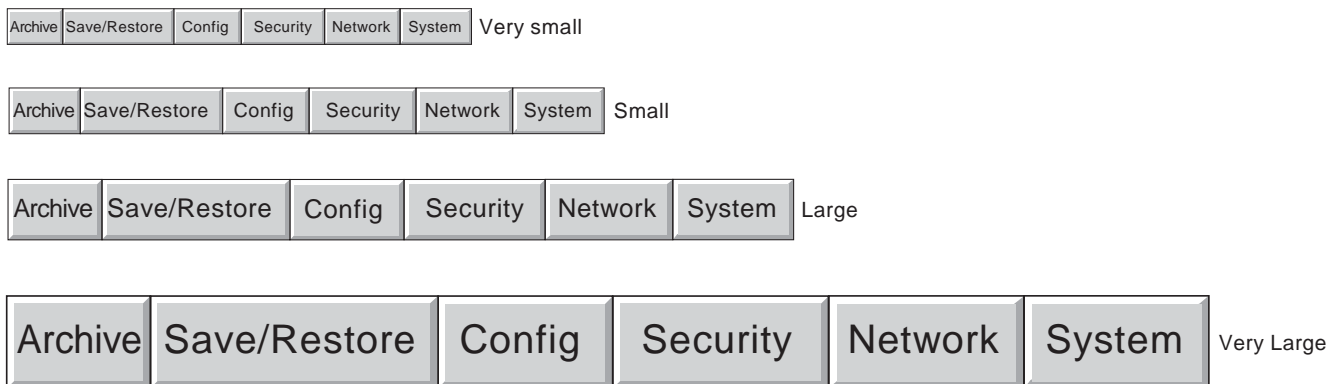 Archive Save/Restore Config Security Network System Very small
Archive Save/Restore Config Security Network System Small
Archive Save/Restore Config Security Network System Large
Archive Save/Restore Config Security Network System Very Large